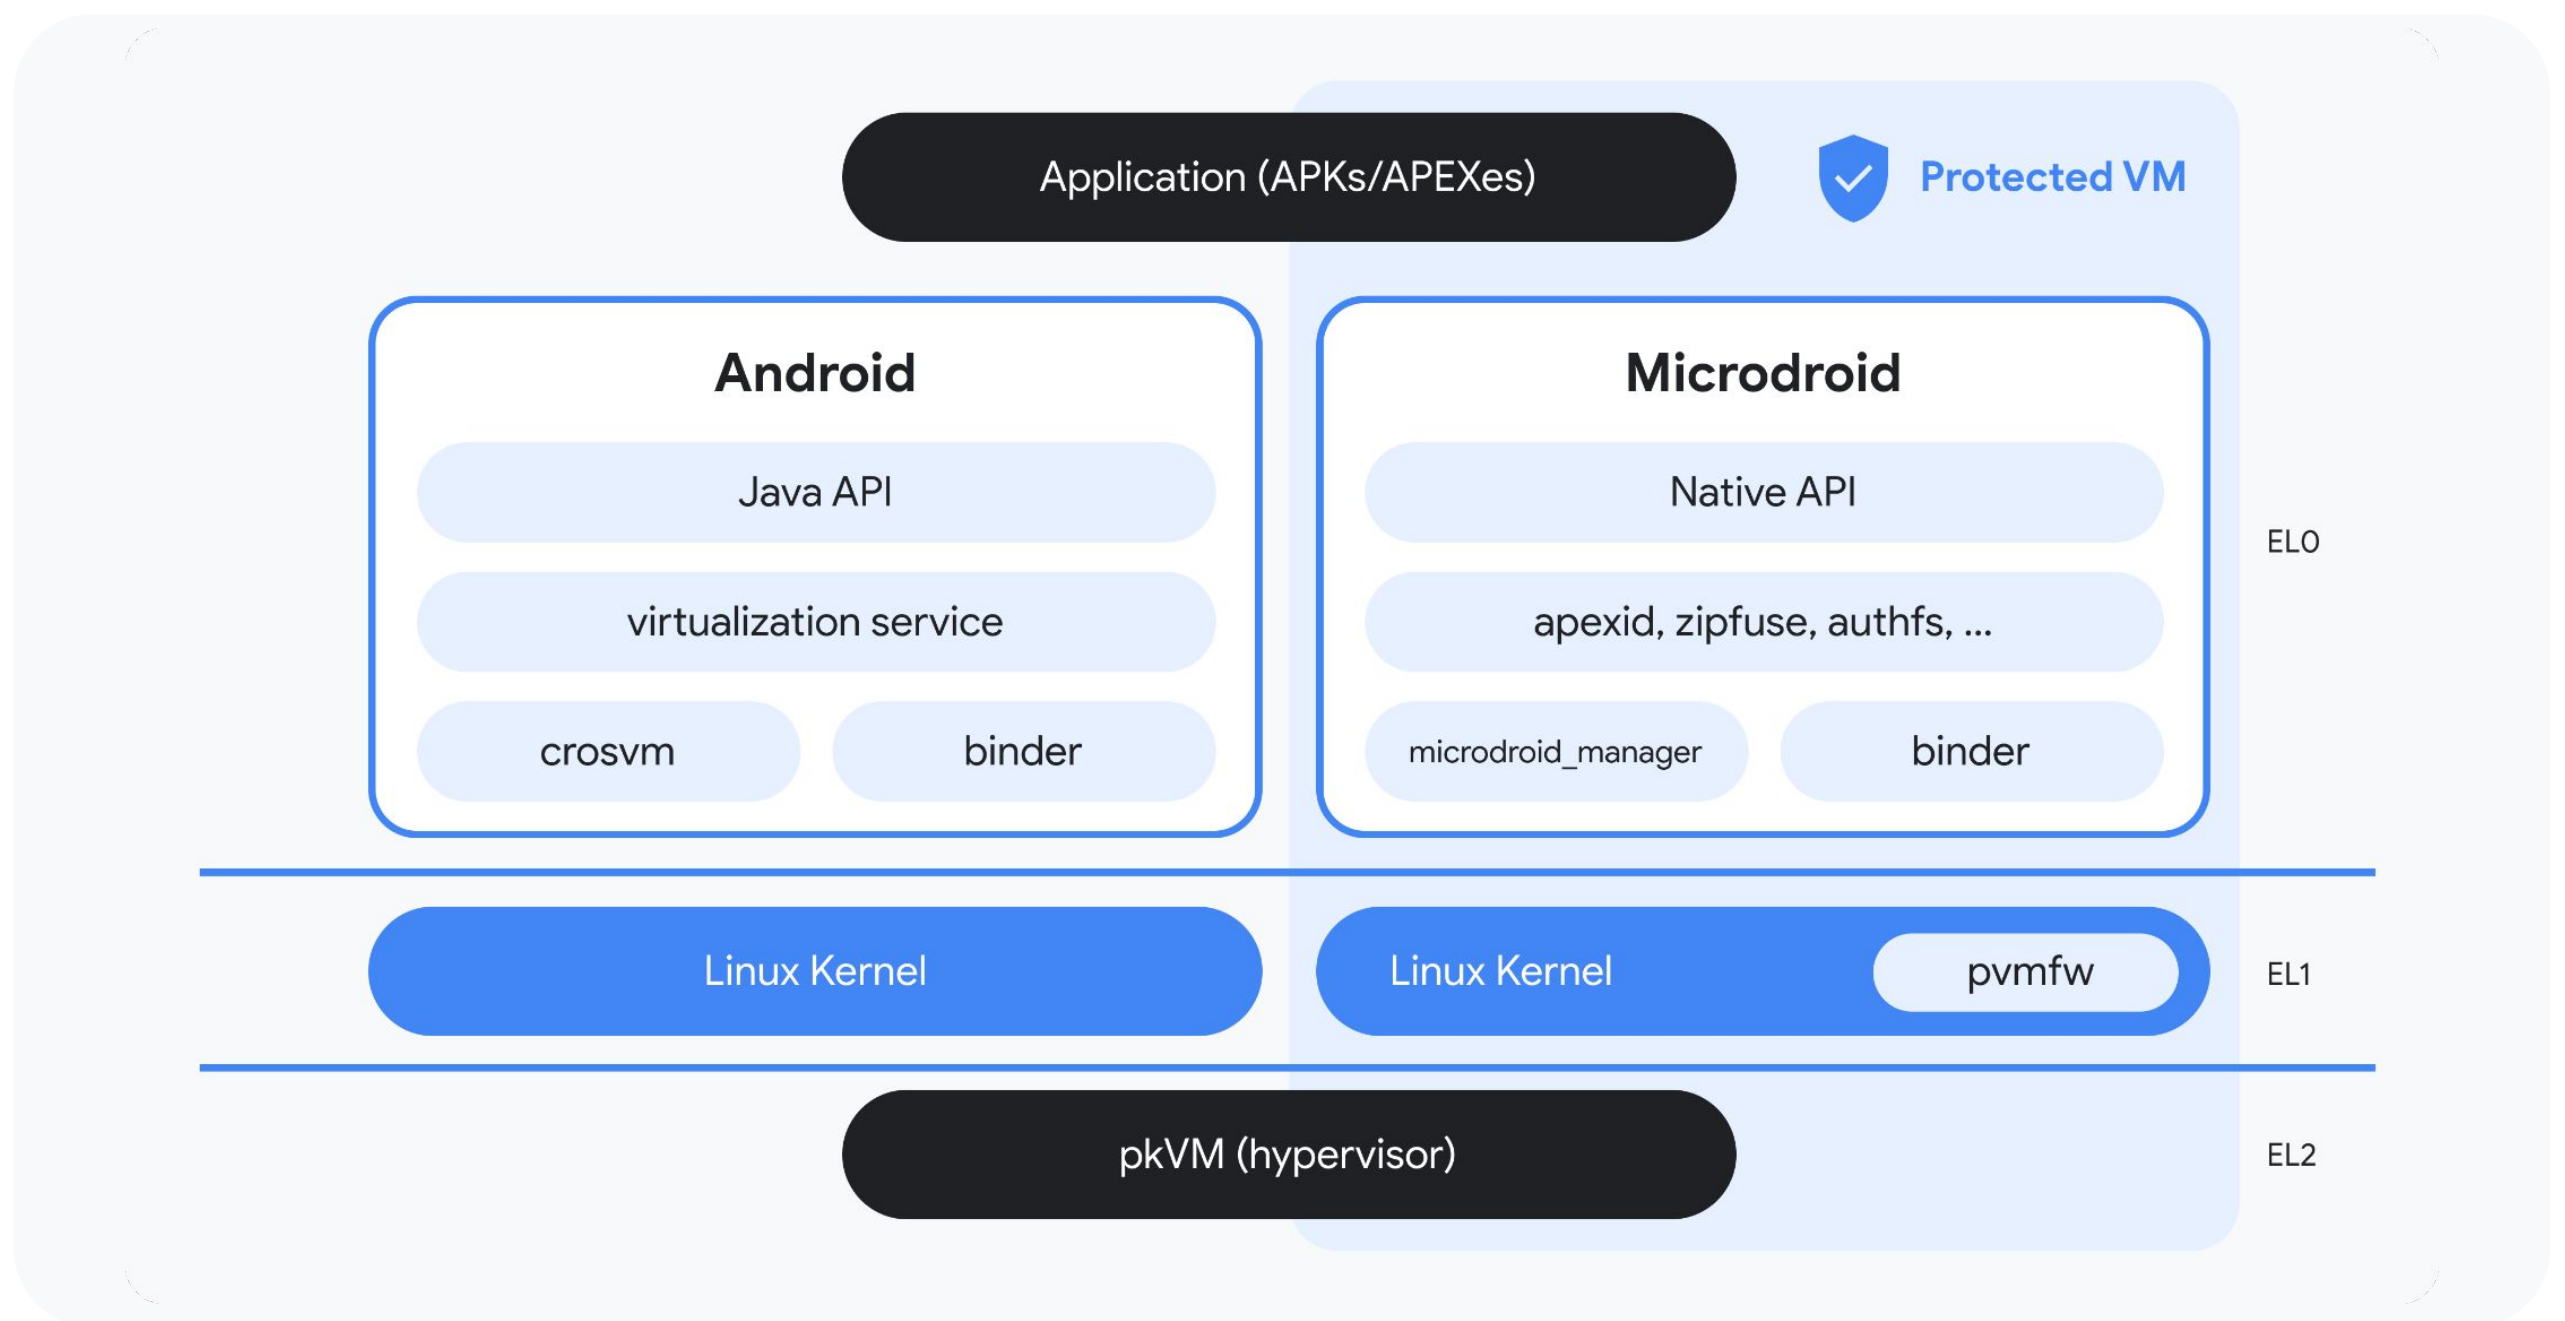 Application (APKs/APEXes)
Protected VM
Android
Java API
virtualization service
crosvm
binder
Microdroid
Native API
apexid, zipfuse, authfs, ...
microdroid_manager
binder
EL0
Linux Kernel
Linux Kernel
pvmfw
EL1
pkVM (hypervisor)
EL2